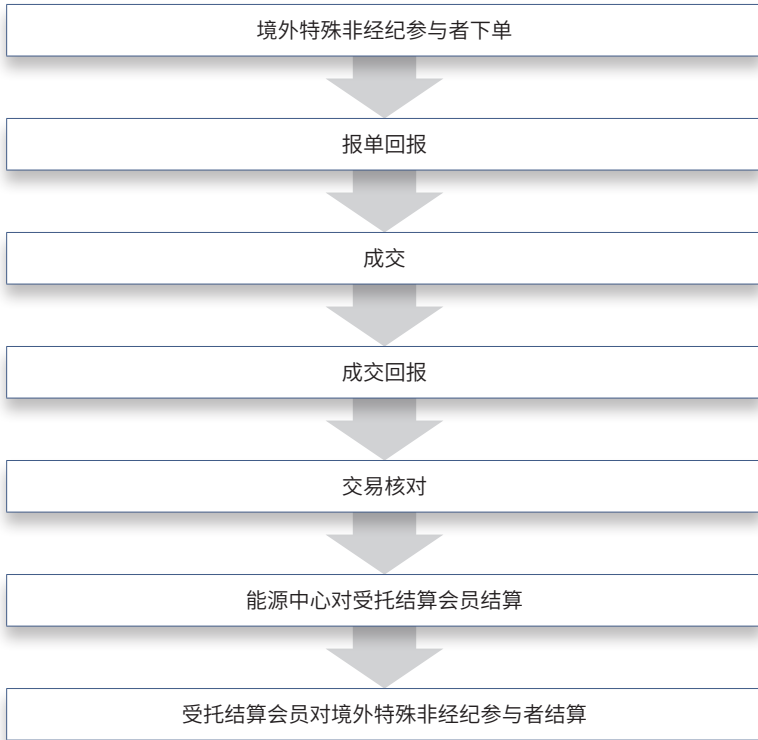 境外特殊非经纪参与者下单
报单回报
成交
成交回报
交易核对
能源中心对受托结算会员结算
受托结算会员对境外特殊非经纪参与者结算